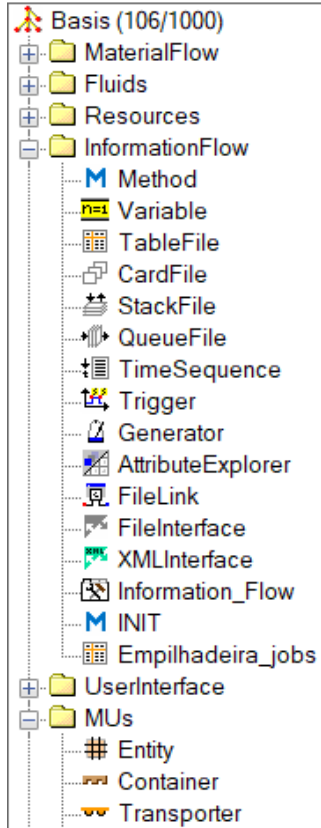 Basis (106/1000)
MaterialFlow
Fluids
Resources
InformationFlow
M Method
n=1 Variable
TableFile
CardFile
StackFile
QueueFile
TimeSequence
Trigger
Generator
AttributeExplorer
FileLink
FileInterface
XML XMLInterface
Information_Flow
M INIT
Empilhadeira_jobs
UserInterface
MUs
Entity
Container
Transporter